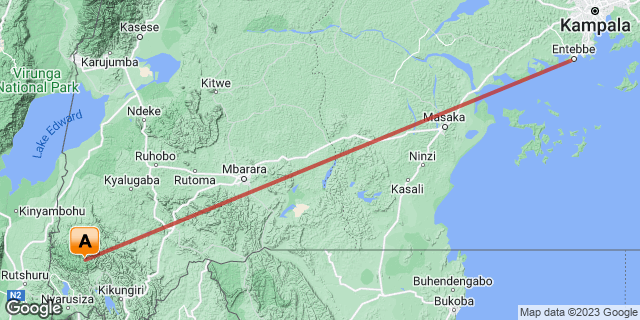 Kampala
Entebbe
Kasese
Karujumba
Virunga
National Park
Kitwe
Ndeke
Lake Edward
Masaka
Ruhobo
Rutoma
Mbarara
Ninzi
Kyalugaba
Kasali
Kinyambohu
A
Rutshuru
Buhendengabo
N2
Nyarusiza
Kikungiri
Bukoba
Google
Map data ©2023 Google